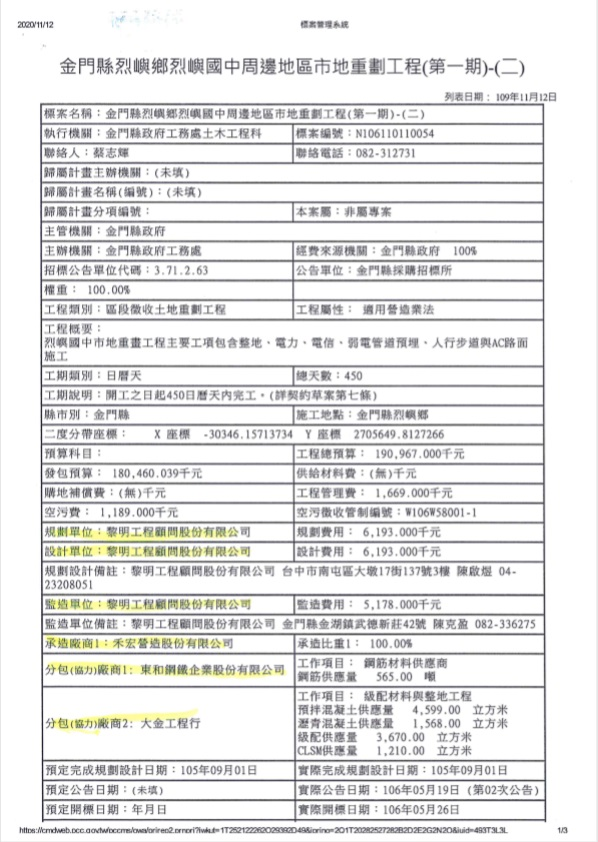 2020/11/12 標案管理系統
金門縣烈嶼鄉烈嶼國中周邊地區市地重劃工程(第一期)-(二)
列表日期： 109年11月12日
標案名稱：金門縣烈嶼鄉烈嶼國中周邊地區市地重劃工程(第一期)-(二)
執行機關：金門縣政府工務處土木工程科 標案編號：N106110110054
聯絡人：蔡志輝 聯絡電話：082-312731
歸屬計畫主辦機關：(未填)
歸屬計畫名稱(編號)：(未填)
歸屬計畫分項編號： 本案屬：非屬專案
主管機關：金門縣政府
主辦機關：金門縣政府工務處 經費來源機關：金門縣政府 100%
招標公告單位代碼：3.71.2.63 公告單位：金門縣採購招標所
權重： 100.00%
工程類別：區段徵收土地重劃工程 工程屬性： 適用營造業法
工程概要：
烈嶼國中市地重畫工程主要工項包含整地、電力、電信、弱電管道預埋、人行步道與AC路面
施工
工期類別：日曆天 總天數：450
工期說明：開工之日起450日曆天內完工。(詳契約草案第七條)
縣市別：金門縣 施工地點：金門縣烈嶼鄉
二度分帶座標： X 座標 -30346.15713734 Y 座標 2705649.8127266
預算科目： 工程總預算： 190,967.000千元
發包預算： 180,460.039千元 供給材料費：(無)千元
購地補償費：(無)千元 工程管理費： 1,669.000千元
空污費： 1,189.000千元 空污徵收管制編號：W106W58001-1
規劃單位：黎明工程顧問股份有限公司 規劃費用： 6,193.000千元
設計單位：黎明工程顧問股份有限公司 設計費用： 6,193.000千元
規劃設計備註：黎明工程顧問股份有限公司 台中市南屯區大墩17街137號3樓 陳啟煜 04-
23208051
監造單位：黎明工程顧問股份有限公司 監造費用： 5,178.000千元
監造單位備註：黎明工程顧問股份有限公司 金門縣金湖鎮武德新莊42號 陳克盈 082-336275
承造廠商1：禾宏營造股份有限公司 承造比重1： 100.00%
分包(協力)廠商1：東和鋼鐵企業股份有限公司 工作項目： 鋼筋材料供應商
鋼筋供應量 565.00 噸
分包(協力)廠商2：大金工程行 工作項目： 級配材料與整地工程
預拌混凝土供應量 4,599.00 立方米
瀝青混凝土供應量 1,568.00 立方米
級配供應量 3,670.00 立方米
CLSM供應量 1,210.00 立方米
預定完成規劃設計日期：105年09月01日 實際完成規劃設計日期：105年09月01日
預定公告日期：(未填) 實際公告日期：106年05月19日 (第02次公告)
預定開標日期：年月日 實際開標日期：106年05月26日
1/3